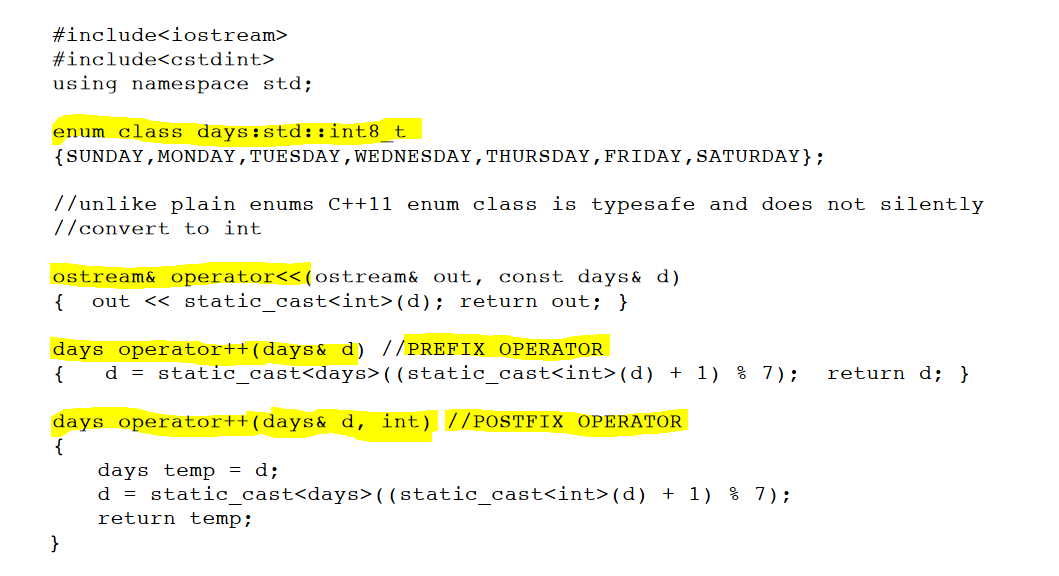 #include<iostream>
#include<cstdint>
using namespace std;
enum class days:std::int8_t
{SUNDAY,MONDAY,TUESDAY,WEDNESDAY,THURSDAY,FRIDAY,SATURDAY};
//unlike plain enums C++11 enum class is typesafe and does not silently
//convert to int
ostream& operator<<(ostream& out, const days& d)
{  out << static_cast<int>(d); return out; }
days operator++(days& d) //PREFIX OPERATOR
{   d = static_cast<days>((static_cast<int>(d) + 1) % 7);  return d; }
days operator++(days& d, int) //POSTFIX OPERATOR
{
    days temp = d;
    d = static_cast<days>((static_cast<int>(d) + 1) % 7);
    return temp;
}